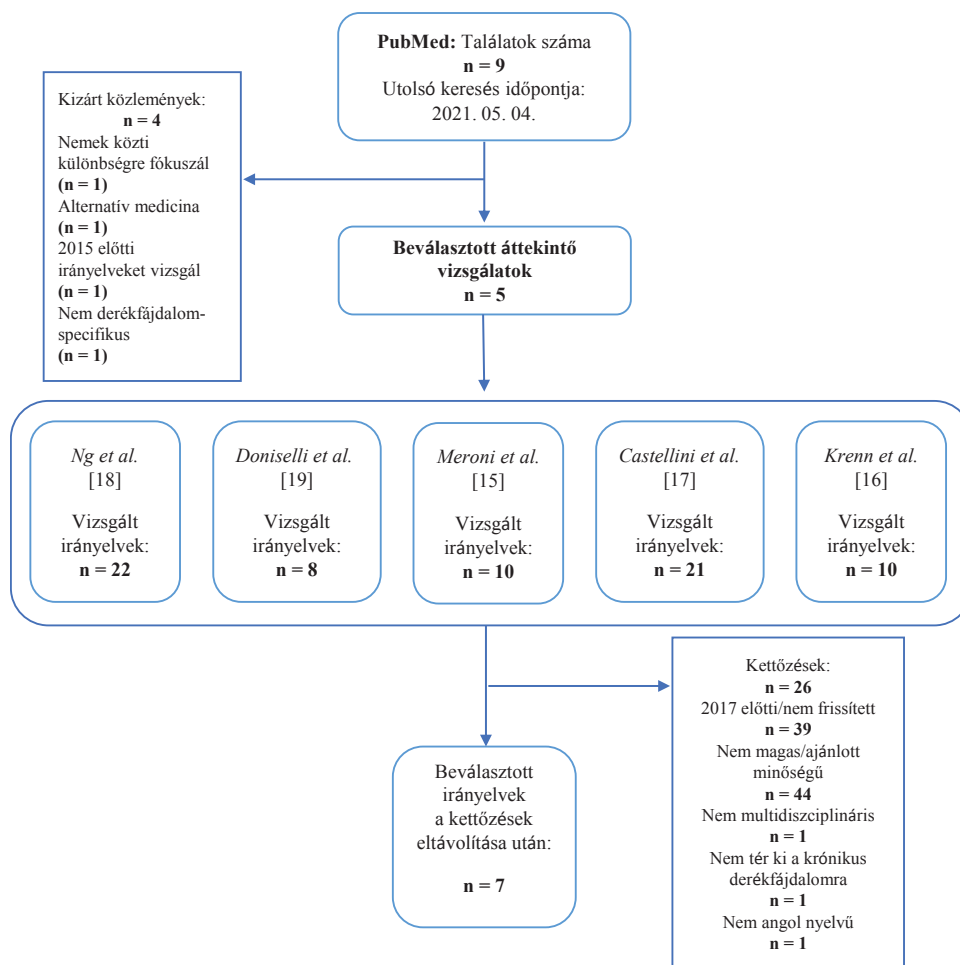 PubMed: Találatok száma
n = 9
Utolsó keresés időpontja:
2021. 05. 04.
Kizárt közlemények:
n = 4
Nemek közti
különbségre fókuszál
(n = 1)
Alternatív medicina
(n = 1)
2015 előtti
irányelveket vizsgál
(n = 1)
Nem derékfájdalom-
specifikus
(n = 1)
Beválasztott áttekintő
vizsgálatok
n = 5
Ng et al.
[18]
Vizsgált
irányelvek:
n = 22
Doniselli et al.
[19]
Vizsgált
irányelvek:
n = 8
Meroni et al.
[15]
Vizsgált
irányelvek:
n = 10
Castellini et al.
[17]
Vizsgált
irányelvek:
n = 21
Krenn et al.
[16]
Vizsgált
irányelvek:
n = 10
Kettőzések:
n = 26
2017 előtti/nem frissített
n = 39
Nem magas/ajánlott
minőségű
n = 44
Nem multidiszciplináris
n = 1
Nem tér ki a krónikus
derékfájdalomra
n = 1
Nem angol nyelvű
n = 1
Beválasztott
irányelvek
a kettőzések
eltávolítása után:
n = 7